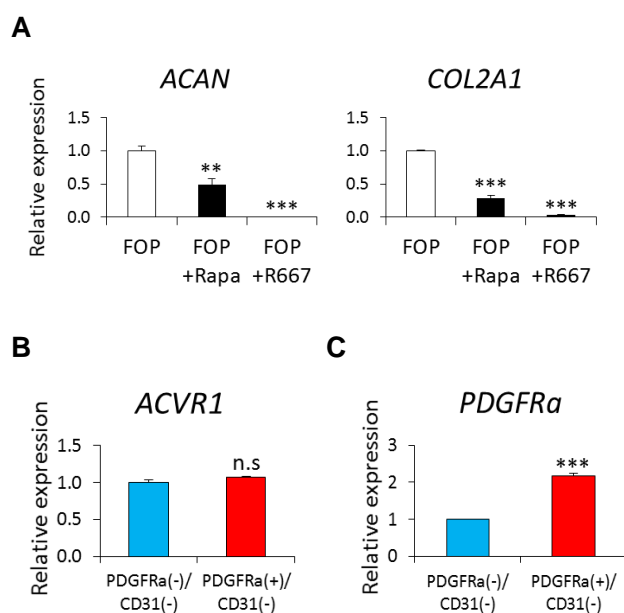 A
ACAN
COL2A1
Relative expression
1.5
1.0
0.5
0.0
**
***
FOP
FOP
+Rapa
FOP
+R667
1.5
1.0
0.5
0.0
***
***
FOP
FOP
+Rapa
FOP
+R667
B
ACVR1
Relative expression
1.5
1.0
0.5
0.0
n.s
PDGFRa(-)/
CD31(-)
PDGFRa(+)/
CD31(-)
C
PDGFRa
Relative expression
3
2
1
0
***
PDGFRa(-)/
CD31(-)
PDGFRa(+)/
CD31(-)